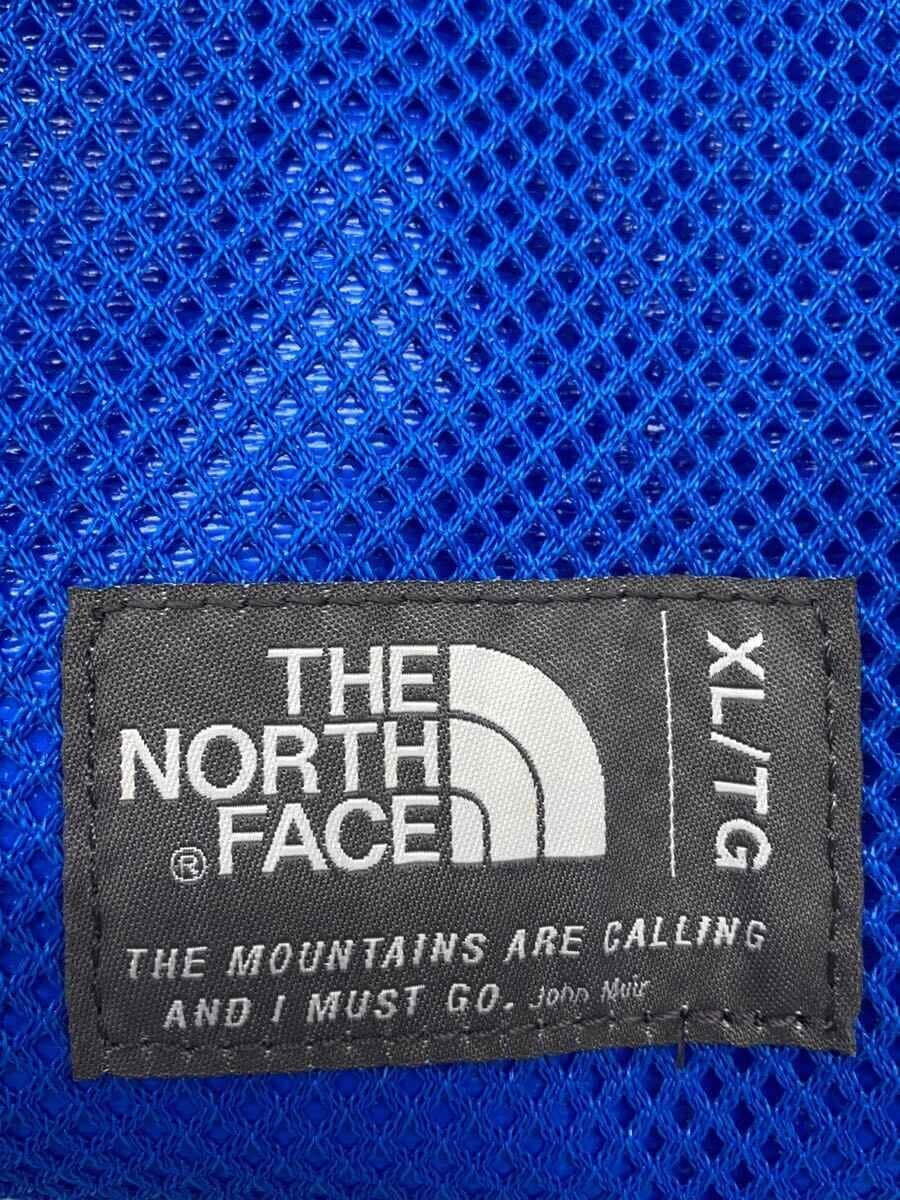 THE
NORTH
® FACE
XL/TG
THE MOUNTAINS ARE CALLING
AND I MUST GO. John Muir